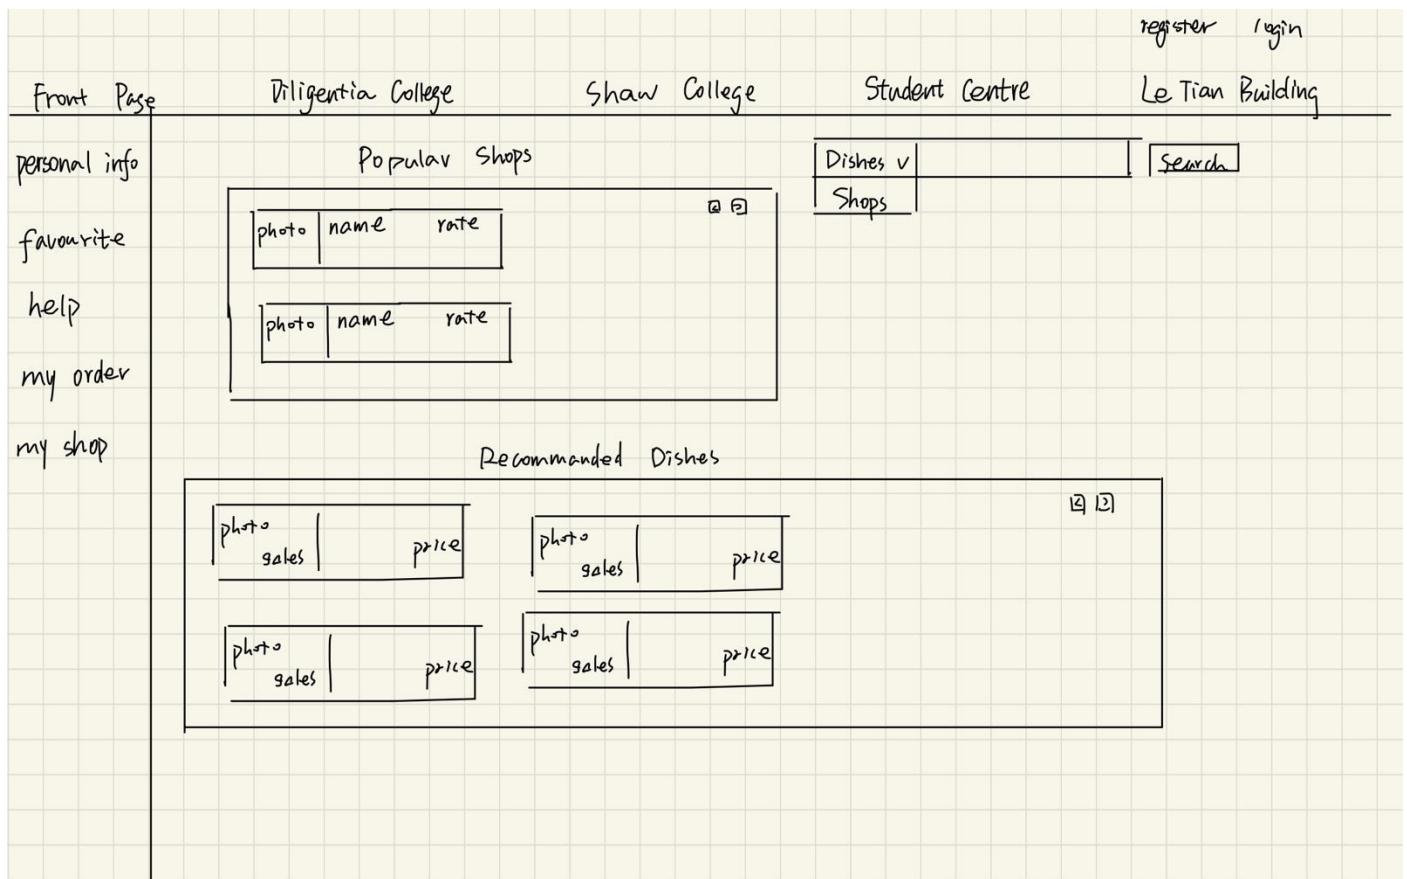 register login
Front Page Diligentia College Shaw College Student Centre Le Tian Building
personal info
favourite
help
my order
my shop
Popular Shops
photo name rate
photo name rate
Dishes v Search
Shops
Recommanded Dishes
photo
sales price
photo
sales price
photo
sales price
photo
sales price